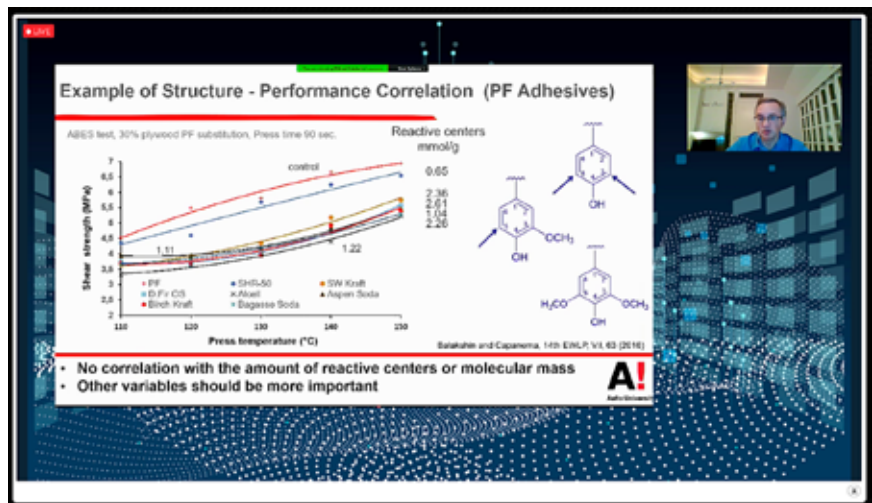 LIVE
Example of Structure - Performance Correlation (PF Adhesives)
ABES test, 30% plywood PF substitution, Press time 90 sec.
Reactive centers
mmol/g
control
0.65
2.36
2.61
1.04
2.26
1.11
1.22
Shear strength (MPa)
7
6,5
6
5,5
5
4,5
4
3,5
3
2,5
2
PF
SHR-50
SW Kraft
D.Fir OS
Alcell
Aspen Soda
Birch Kraft
Bagasse Soda
110
120
130
140
150
Press temperature (°C)
OH
OCH₃
OH
H₃CO
OCH₃
OH
Balakshin and Capanema, 14th EWLP, Vil, 63 (2016)
• No correlation with the amount of reactive centers or molecular mass
• Other variables should be more important
A!
Aalto University